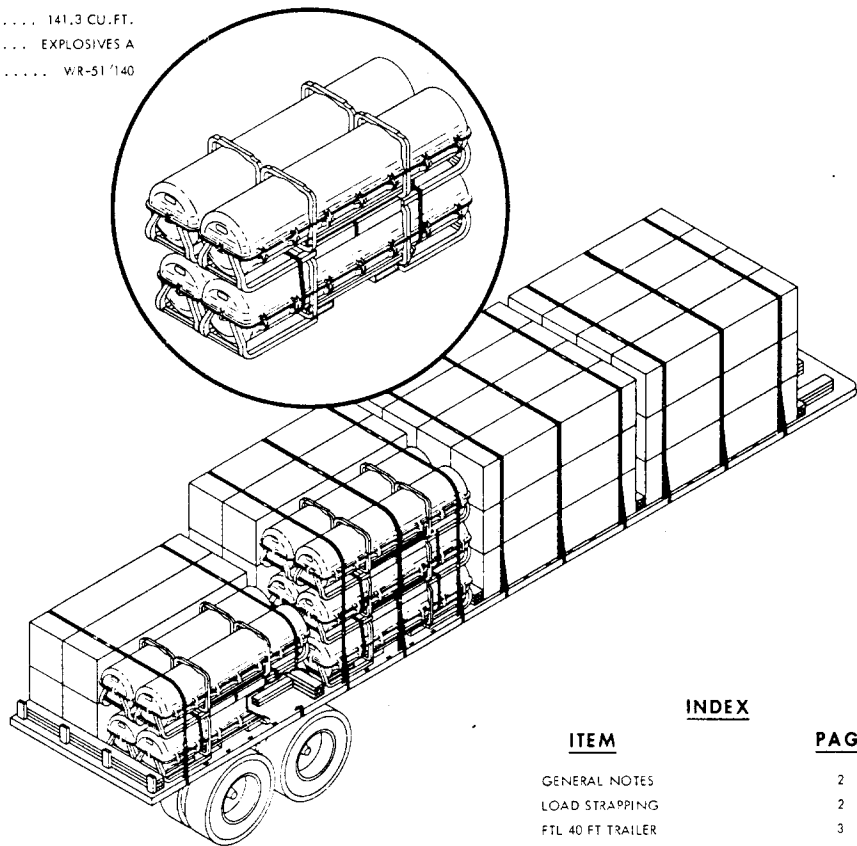 .... 141.3 CU.FT.
... EXPLOSIVES A
..... WR-51/140
INDEX
ITEM PAG
GENERAL NOTES 2
LOAD STRAPPING 2
FTL 40 FT TRAILER 3